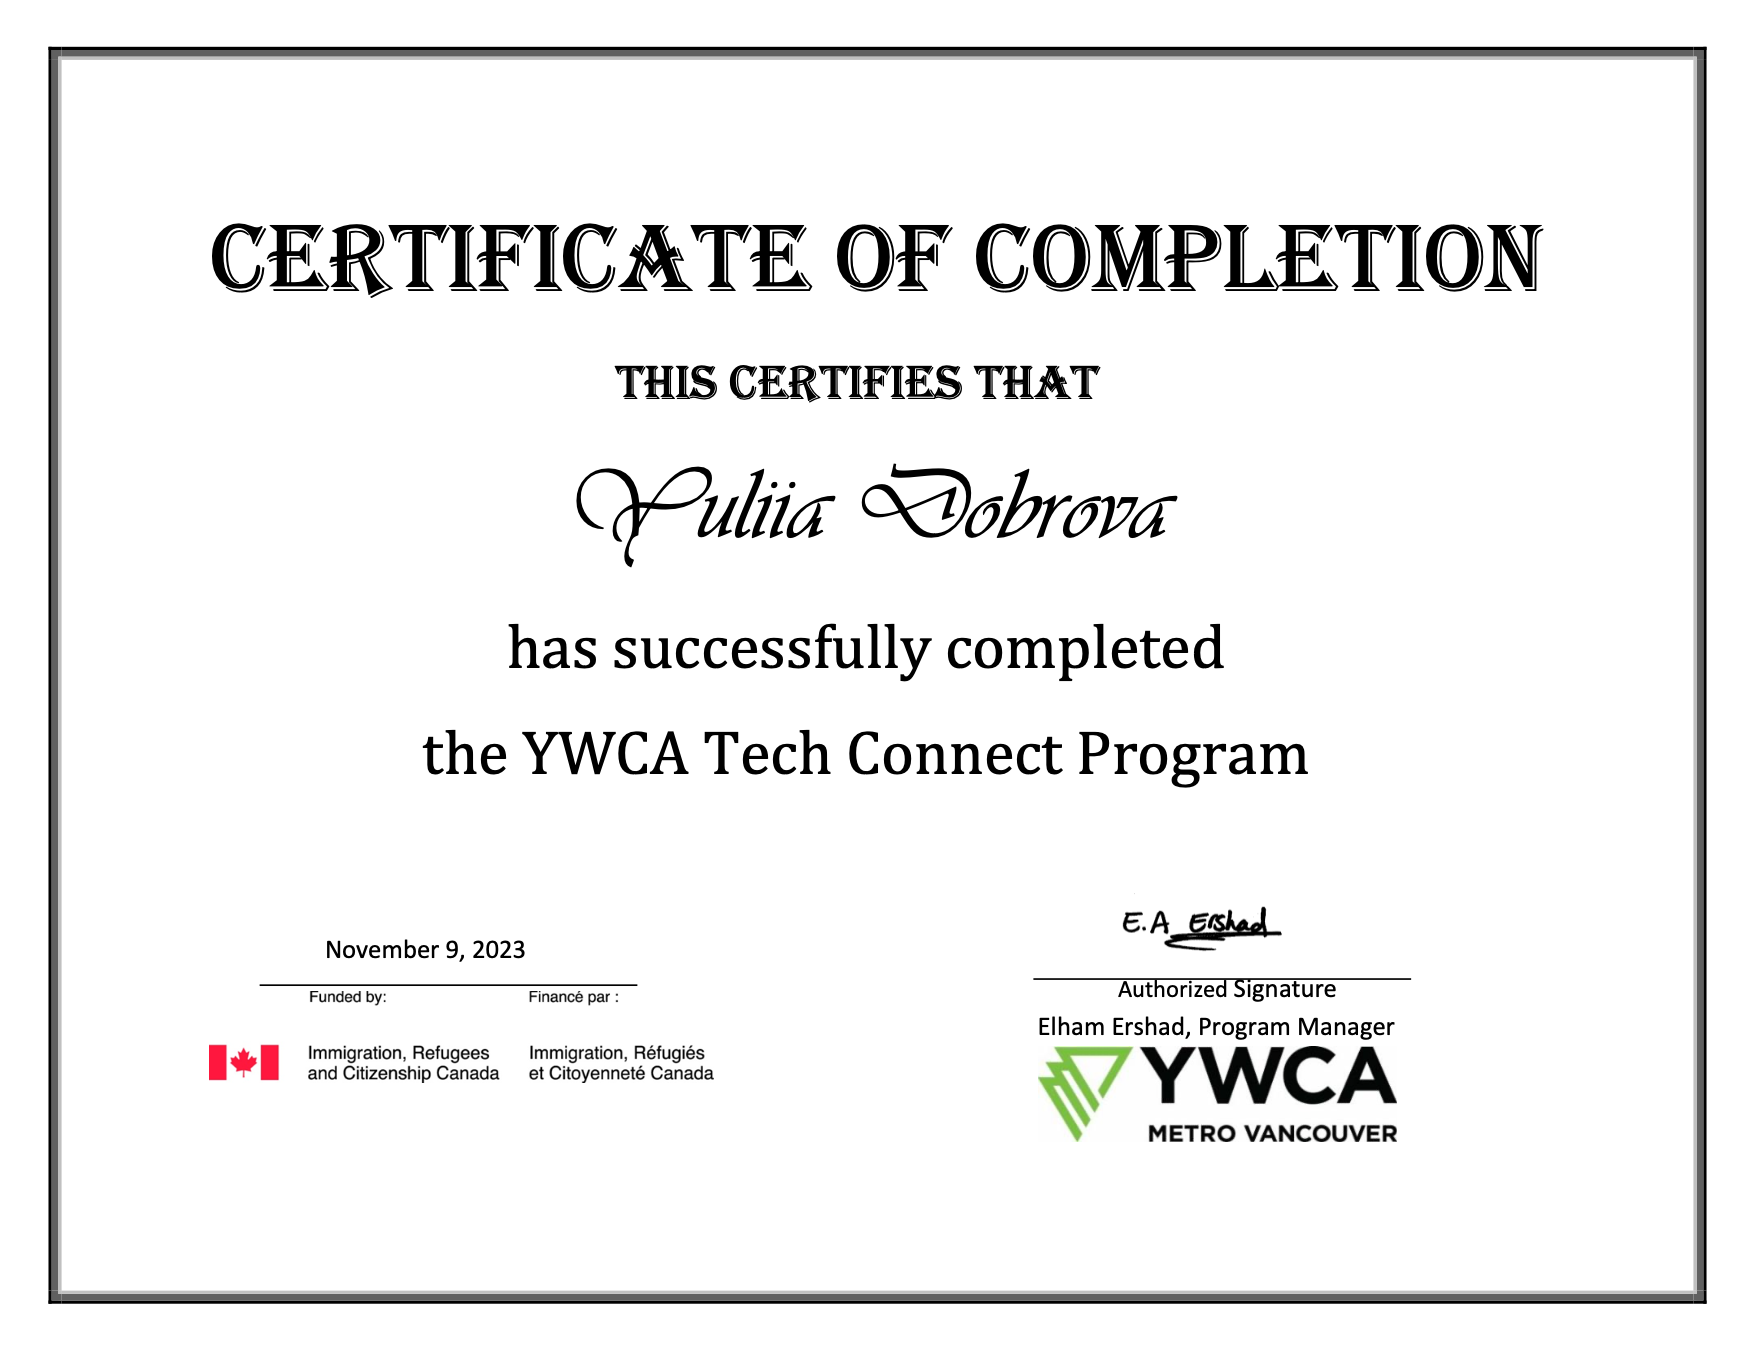 CERTIFICATE OF COMPLETION
THIS CERTIFIES THAT
Yuliia Dobrova
has successfully completed
the YWCA Tech Connect Program
November 9, 2023
Funded by:
Financé par :
Immigration, Refugees
and Citizenship Canada
Immigration, Réfugiés
et Citoyenneté Canada
E.A Ershad
Authorized Signature
Elham Ershad, Program Manager
YWCA
METRO VANCOUVER